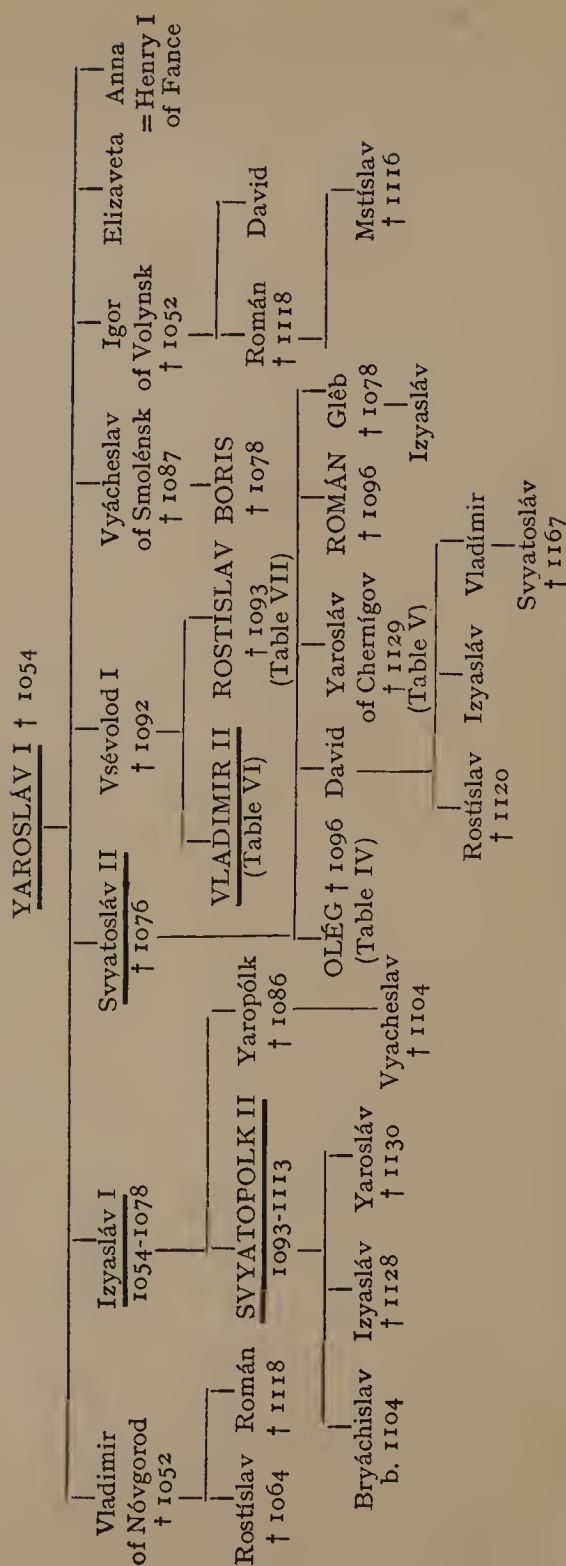 YAROSLÁV I † 1054
Vladimir
of Nóvgorod
† 1052
Izyasláv I
1054-1078
Svyatosláv II
† 1076
Vsévolod I
† 1092
Vyácheslav
of Smolénsk
† 1087
Igor
of Volynsk
† 1052
Elizaveta
Anna
=Henry I
of Fance
Rostíslav
† 1064
Román
† 1118
SVYATOPOLK II
1093-1113
Yaropólk
† 1086
VLADIMIR II
(Table VI)
ROSTISLAV
† 1093
(Table VII)
BORIS
† 1078
Román
† 1118
David
Bryáchislav
b. 1104
Izyasláv
† 1128
Yarosláv
† 1130
Vyacheslav
† 1104
OLÉG † 1096
(Table IV)
David
Yarosláv
of Chernígov
† 1129
(Table V)
ROMÁN
† 1096
Glêb
† 1078
Mstíslav
† 1116
Izyasláv
Rostíslav
† 1120
Izyasláv
Vladímir
Svyatosláv
† 1167